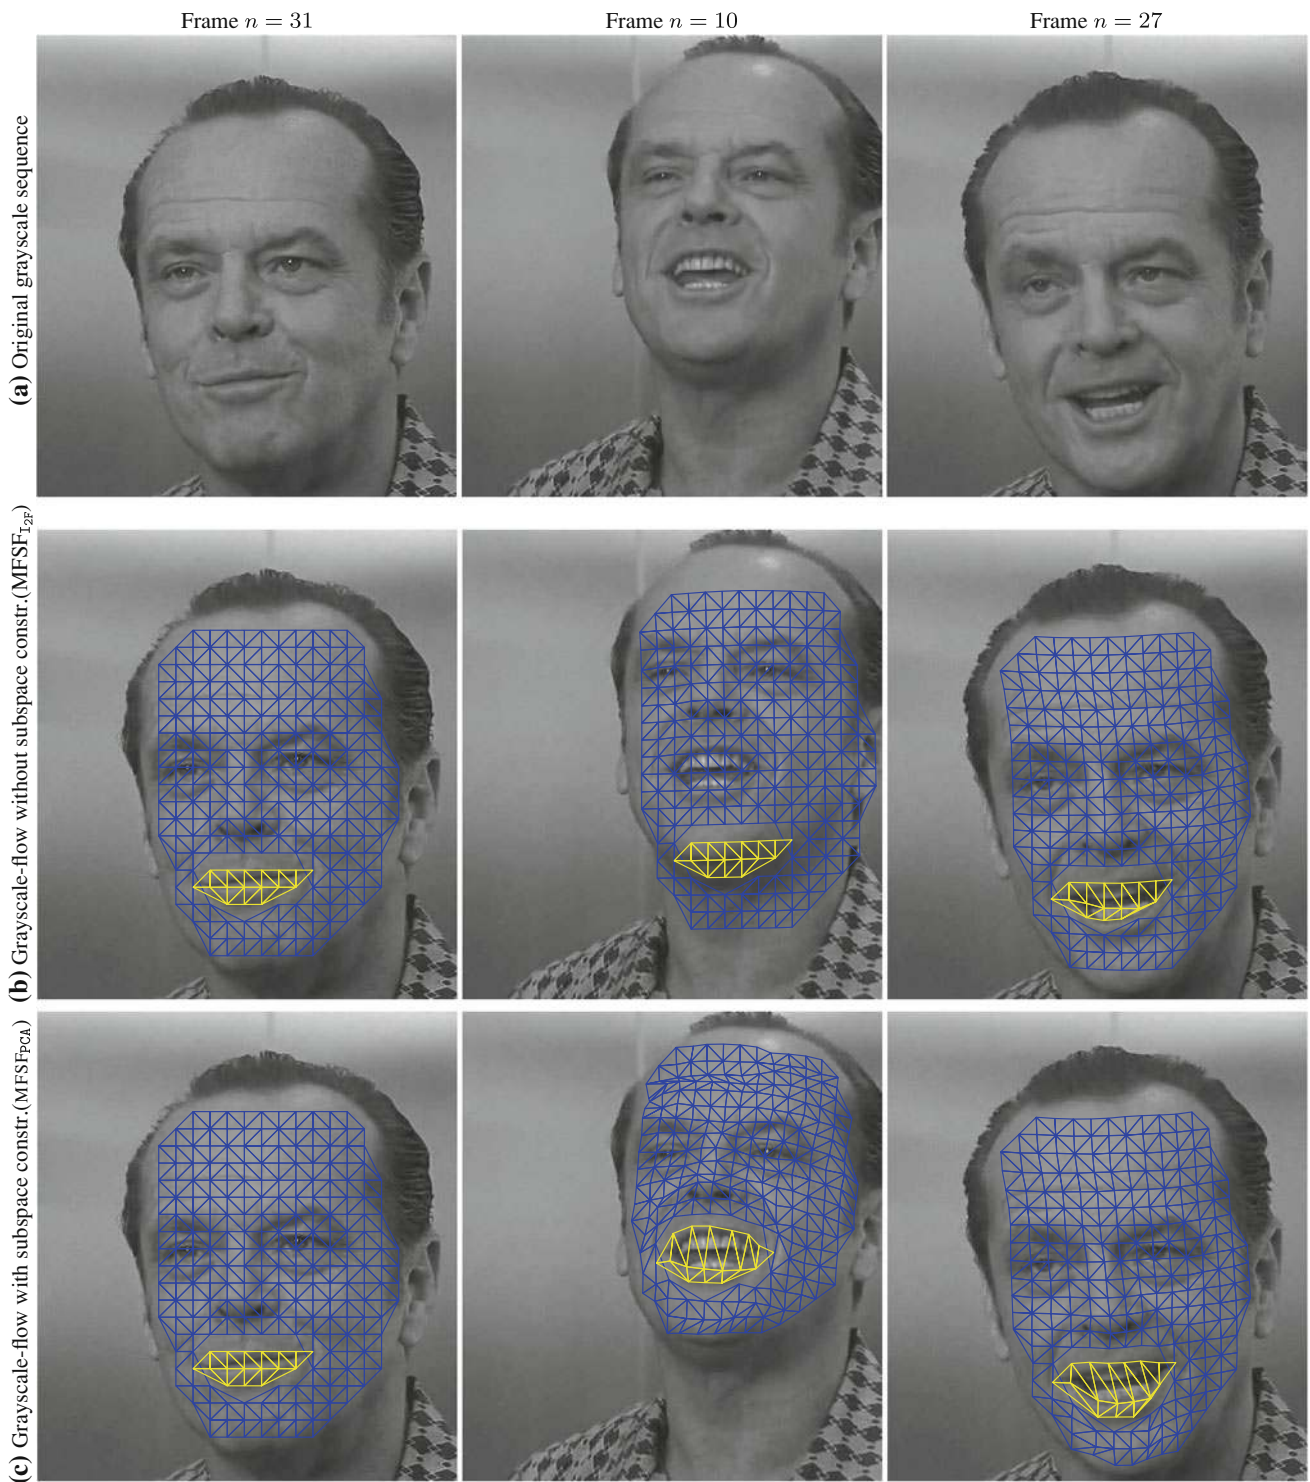 Frame n = 31
Frame n = 10
Frame n = 27
(a) Original grayscale sequence
(b) Grayscale-flow without subspace constr.(MFSF_I2F)
(c) Grayscale-flow with subspace constr.(MFSF_PCA)